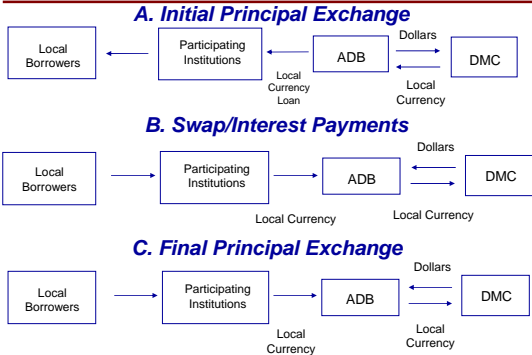 A. Initial Principal Exchange
Local
Borrowers
Participating
Institutions
ADB
DMC
Dollars
Local
Currency
Loan
Local
Currency
B. Swap/Interest Payments
Local
Borrowers
Participating
Institutions
ADB
DMC
Dollars
Local Currency
Local Currency
C. Final Principal Exchange
Local
Borrowers
Participating
Institutions
ADB
DMC
Dollars
Local
Currency
Local
Currency